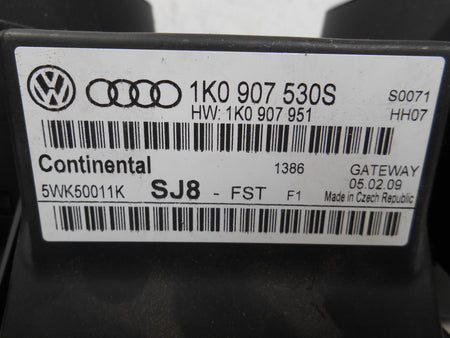 1K0 907 530S S0071
HW: 1K0 907 951 HH07
Continental 1386 GATEWAY
5WK50011K SJ8 - FST F1 05.02.09
Made in Czech Republic